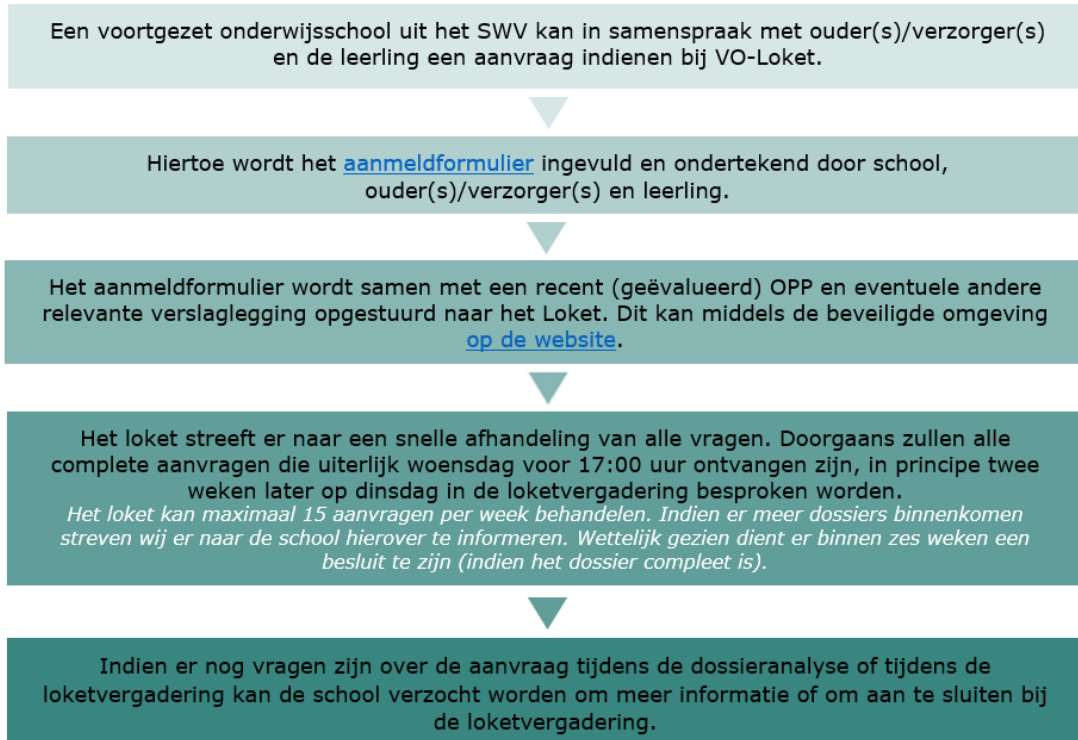 Een voortgezet onderwijsschool uit het SWV kan in samenspraak met ouder(s)/verzorger(s)
en de leerling een aanvraag indienen bij VO-Loket.
Hiertoe wordt het aanmeldformulier ingevuld en ondertekend door school,
ouder(s)/verzorger(s) en leerling.
Het aanmeldformulier wordt samen met een recent (geëvalueerd) OPP en eventuele andere
relevante verslaglegging opgestuurd naar het Loket. Dit kan middels de beveiligde omgeving
op de website.
Het loket streeft er naar een snelle afhandeling van alle vragen. Doorgaans zullen alle
complete aanvragen die uiterlijk woensdag voor 17:00 uur ontvangen zijn, in principe twee
weken later op dinsdag in de loketvergadering besproken worden.
Het loket kan maximaal 15 aanvragen per week behandelen. Indien er meer dossiers binnenkomen
streven wij er naar de school hierover te informeren. Wettelijk gezien dient er binnen zes weken een
besluit te zijn (indien het dossier compleet is).
Indien er nog vragen zijn over de aanvraag tijdens de dossieranalyse of tijdens de
loketvergadering kan de school verzocht worden om meer informatie of om aan te sluiten bij
de loketvergadering.